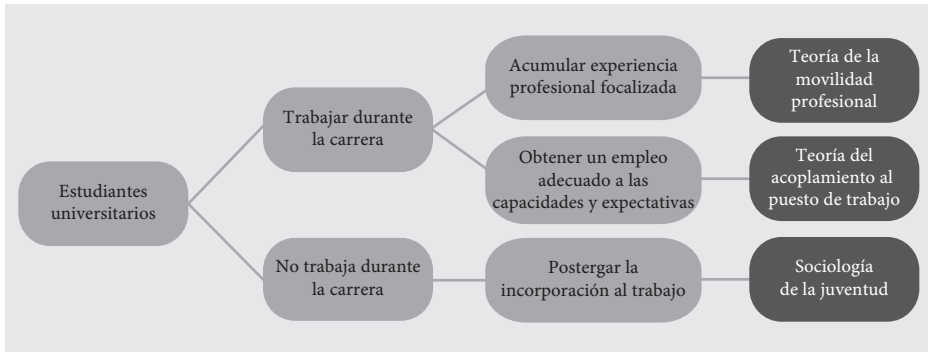 Estudiantes
universitarios
Trabajar durante
la carrera
No trabaja durante
la carrera
Acumular experiencia
profesional focalizada
Obtener un empleo
adecuado a las
capacidades y expectativas
Postergar la
incorporación al trabajo
Teoría de la
movilidad
profesional
Teoría del
acoplamiento al
puesto de trabajo
Sociología
de la juventud